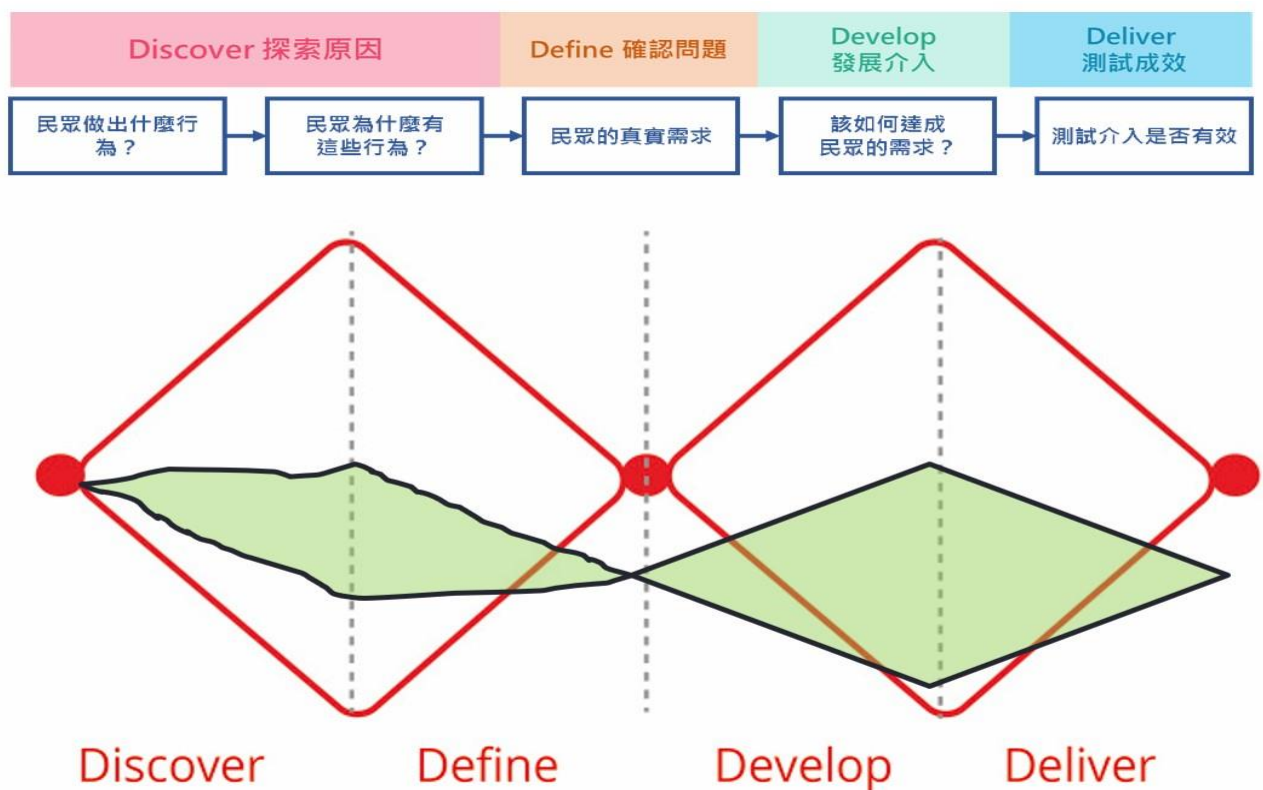 Discover 探索原因
Define 確認問題
Develop
發展介入
Deliver
測試成效
民眾做出什麼行
為？
民眾為什麼有
這些行為？
民眾的真實需求
該如何達成
民眾的需求？
測試介入是否有效
Discover
Define
Develop
Deliver